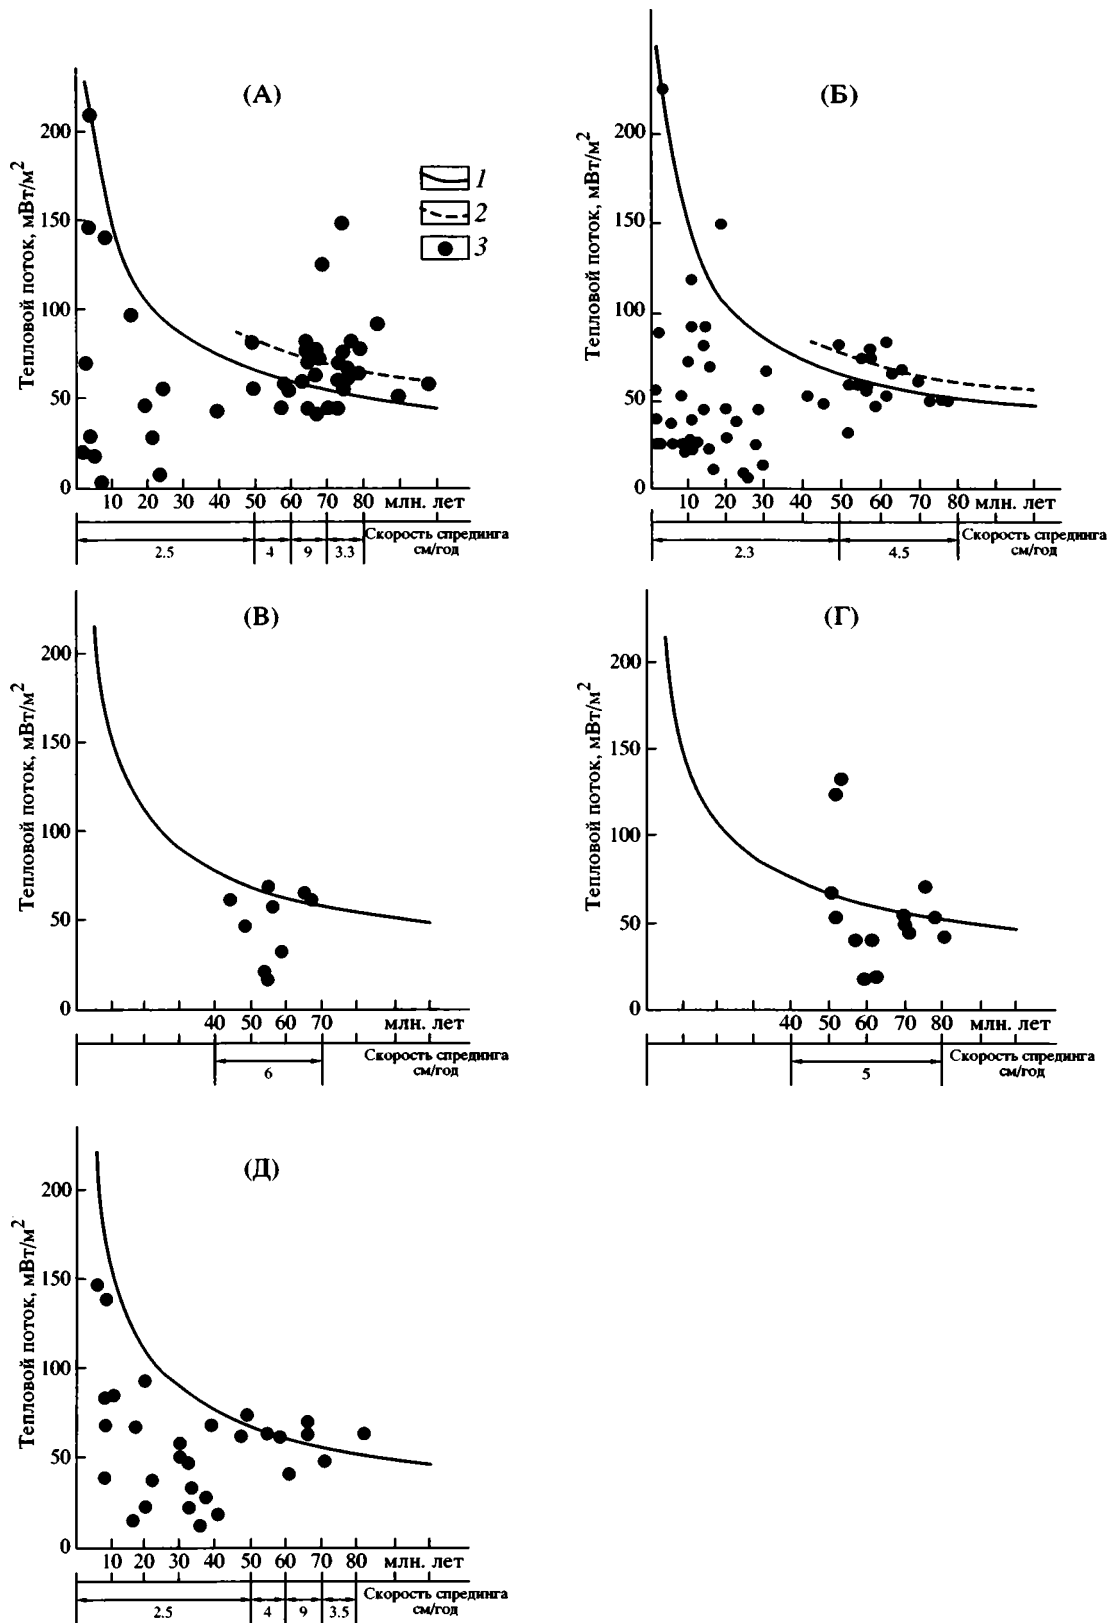 (А)
Тепловой поток, мВт/м²
200
150
100
50
0
1
2
3
10 20 30 40 50 60 70 80 млн. лет
Скорость спрединга
см/год
2.5 4 9 3.3
(Б)
Тепловой поток, мВт/м²
200
150
100
50
0
10 20 30 40 50 60 70 80 млн. лет
Скорость спрединга
см/год
2.3 4.5
(В)
Тепловой поток, мВт/м²
200
150
100
50
0
40 50 60 70 млн. лет
Скорость спрединга
см/год
6
(Г)
Тепловой поток, мВт/м²
200
150
100
50
0
40 50 60 70 80 млн. лет
Скорость спрединга
см/год
5
(Д)
Тепловой поток, мВт/м²
200
150
100
50
0
10 20 30 40 50 60 70 80 млн. лет
Скорость спрединга
см/год
2.5 4 9 3.5